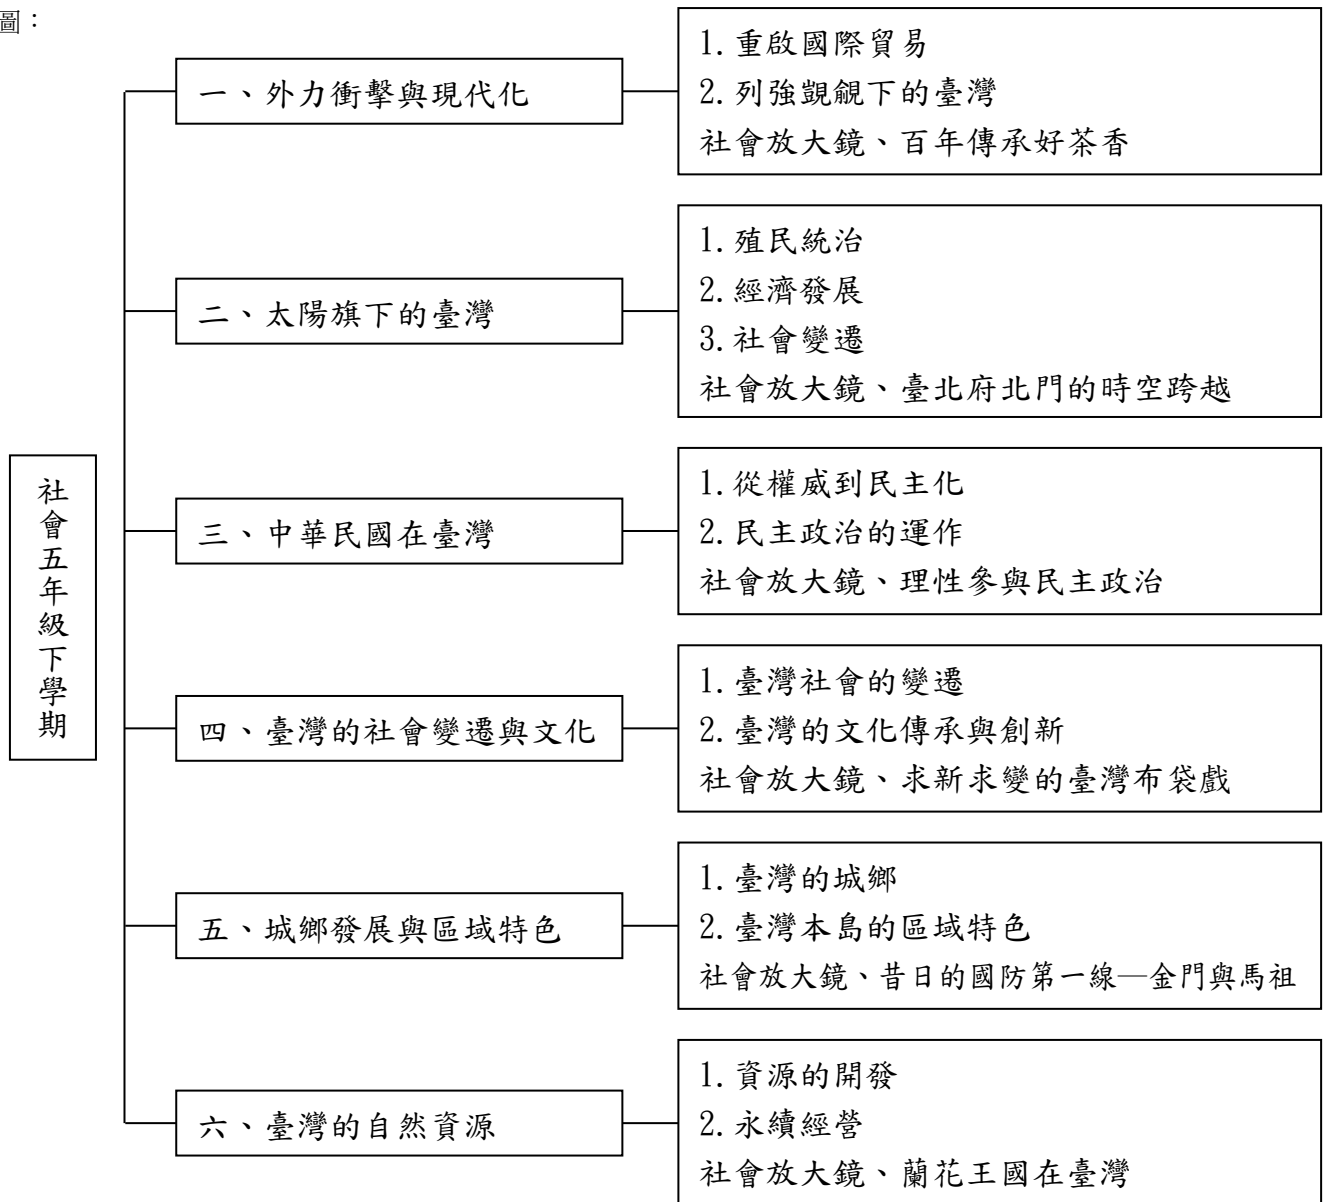 圖：
一、外力衝擊與現代化
1.重啟國際貿易
2.列強覬覦下的臺灣
社會放大鏡、百年傳承好茶香
二、太陽旗下的臺灣
1.殖民統治
2.經濟發展
3.社會變遷
社會放大鏡、臺北府北門的時空跨越
社會五年級下學期
三、中華民國在臺灣
1.從權威到民主化
2.民主政治的運作
社會放大鏡、理性參與民主政治
四、臺灣的社會變遷與文化
1.臺灣社會的變遷
2.臺灣的文化傳承與創新
社會放大鏡、求新求變的臺灣布袋戲
五、城鄉發展與區域特色
1.臺灣的城鄉
2.臺灣本島的區域特色
社會放大鏡、昔日的國防第一線—金門與馬祖
六、臺灣的自然資源
1.資源的開發
2.永續經營
社會放大鏡、蘭花王國在臺灣